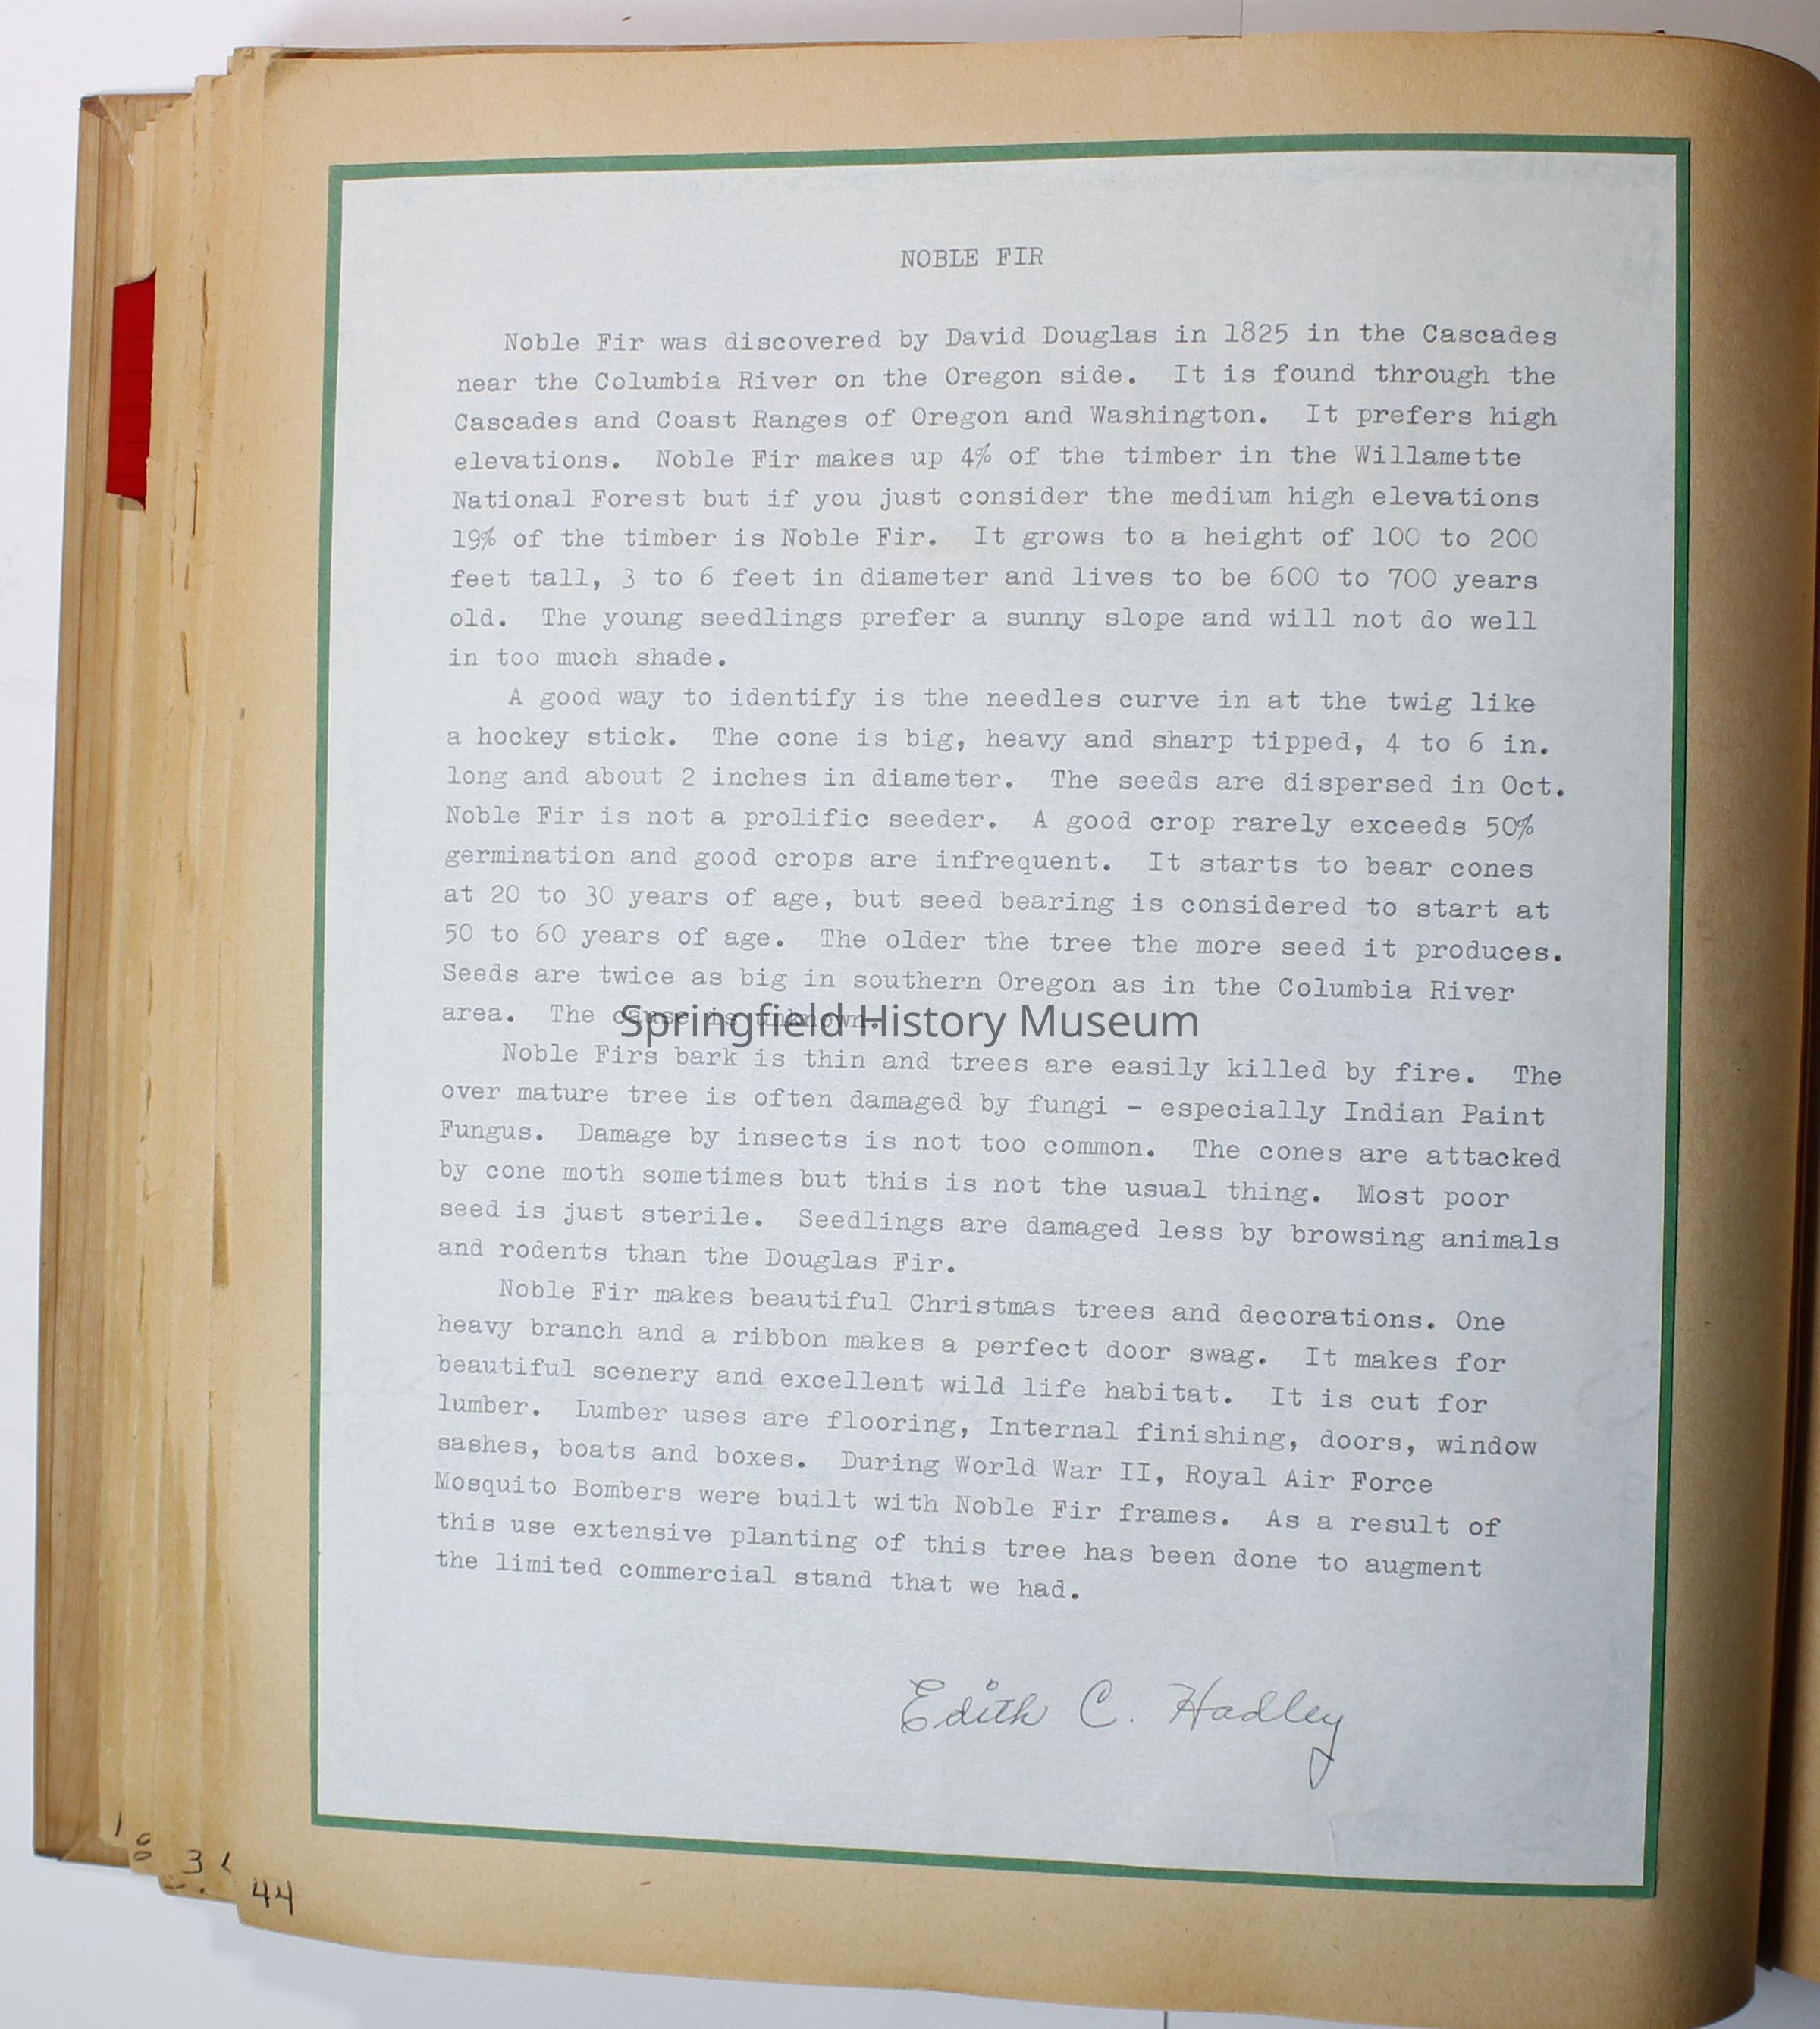 NOBLE FIR
Noble Fir was discovered by David Douglas in 1825 in the Cascades
near the Columbia River on the Oregon side. It is found through the
Cascades and Coast Ranges of Oregon and Washington. It prefers high
elevations. Noble Fir makes up 4% of the timber in the Willamette
National Forest but if you just consider the medium high elevations
19% of the timber is Noble Fir. It grows to a height of 100 to 200
feet tall, 3 to 6 feet in diameter and lives to be 600 to 700 years
old. The young seedlings prefer a sunny slope and will not do well
in too much shade.
A good way to identify is the needles curve in at the twig like
a hockey stick. The cone is big, heavy and sharp tipped, 4 to 6 in.
long and about 2 inches in diameter. The seeds are dispersed in Oct.
Noble Fir is not a prolific seeder. A good crop rarely exceeds 50%
germination and good crops are infrequent. It starts to bear cones
at 20 to 30 years of age, but seed bearing is considered to start at
50 to 60 years of age. The older the tree the more seed it produces.
Seeds are twice as big in southern Oregon as in the Columbia River
area. The cause is unknown.
Springfield History Museum
Noble Firs bark is thin and trees are easily killed by fire. The
over mature tree is often damaged by fungi - especially Indian Paint
Fungus. Damage by insects is not too common. The cones are attacked
by cone moth sometimes but this is not the usual thing. Most poor
seed is just sterile. Seedlings are damaged less by browsing animals
and rodents than the Douglas Fir.
Noble Fir makes beautiful Christmas trees and decorations. One
heavy branch and a ribbon makes a perfect door swag. It makes for
beautiful scenery and excellent wild life habitat. It is cut for
lumber. Lumber uses are flooring, Internal finishing, doors, window
sashes, boats and boxes. During World War II, Royal Air Force
Mosquito Bombers were built with Noble Fir frames. As a result of
this use extensive planting of this tree has been done to augment
the limited commercial stand that we had.
Edith C. Hadley
44